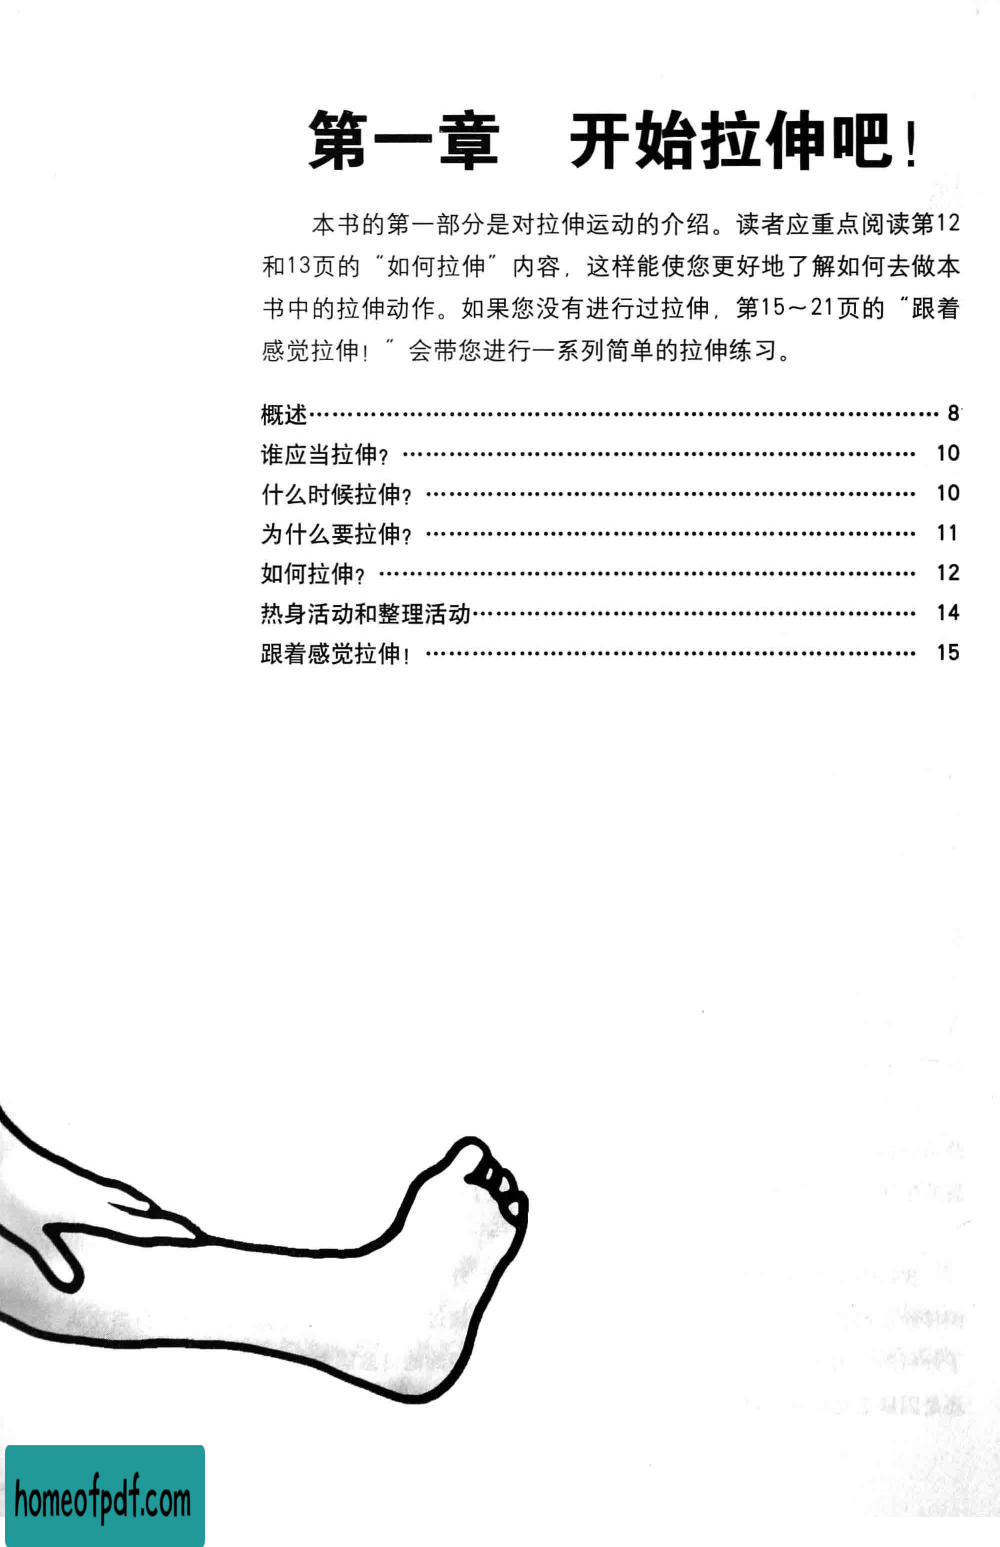 第一章　开始拉伸吧！
本书的第一部分是对拉伸运动的介绍。读者应重点阅读第12
和13页的“如何拉伸”内容，这样能使您更好地了解如何去做本
书中的拉伸动作。如果您没有进行过拉伸，第15～21页的“跟着
感觉拉伸！”会带您进行一系列简单的拉伸练习。
概述…………………………………………………………………… 8
谁应当拉伸？………………………………………………………… 10
什么时候拉伸？……………………………………………………… 10
为什么要拉伸？……………………………………………………… 11
如何拉伸？…………………………………………………………… 12
热身活动和整理活动………………………………………………… 14
跟着感觉拉伸！……………………………………………………… 15
homeofpdf.com